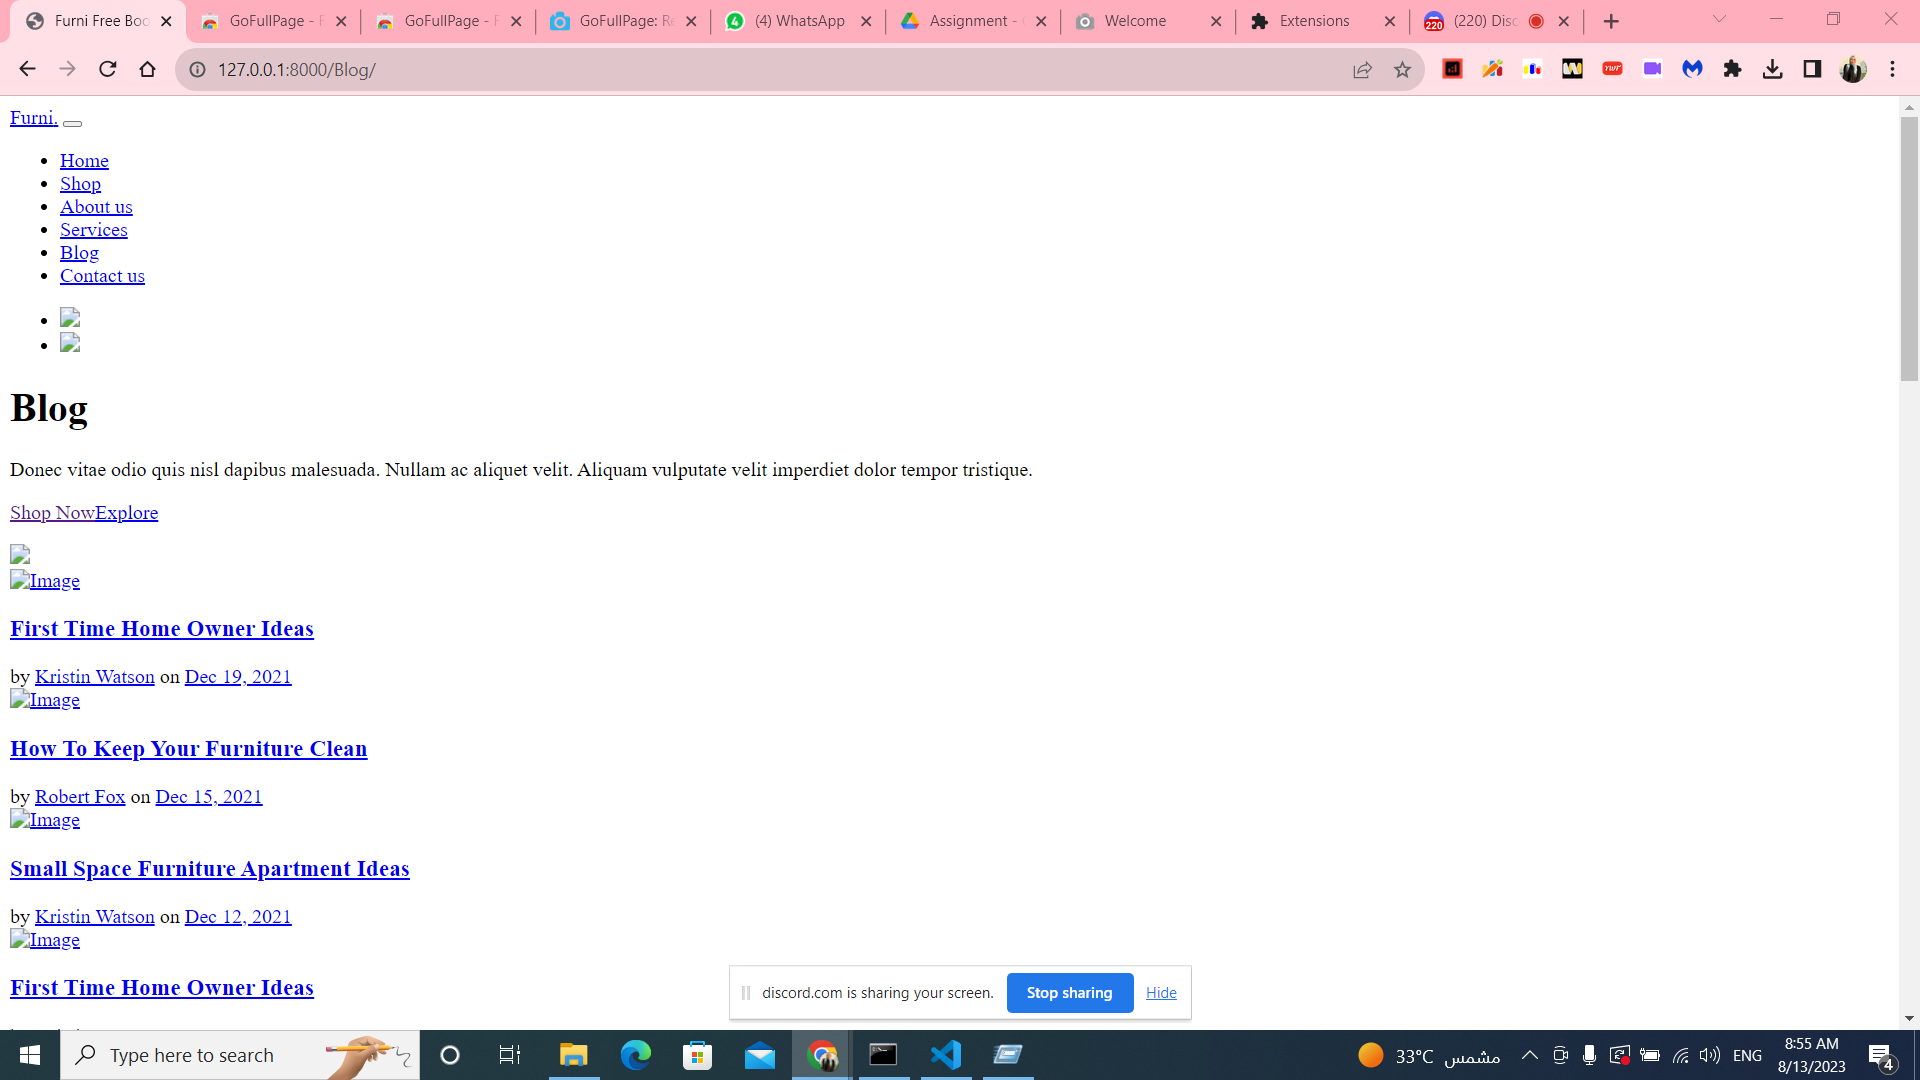 Furni Free Boo
GoFullPage - F
GoFullPage - F
GoFullPage: Re
(4) WhatsApp
Assignment -
Welcome
Extensions
(220) Disc
127.0.0.1:8000/Blog/
Furni.
Home
Shop
About us
Services
Blog
Contact us
Blog
Donec vitae odio quis nisl dapibus malesuada. Nullam ac aliquet velit. Aliquam vulputate velit imperdiet dolor tempor tristique.
Shop NowExplore
Image
First Time Home Owner Ideas
by Kristin Watson on Dec 19, 2021
Image
How To Keep Your Furniture Clean
by Robert Fox on Dec 15, 2021
Image
Small Space Furniture Apartment Ideas
by Kristin Watson on Dec 12, 2021
Image
First Time Home Owner Ideas
discord.com is sharing your screen.
Stop sharing
Hide
Type here to search
33°C مشمس
ENG
8:55 AM
8/13/2023
4